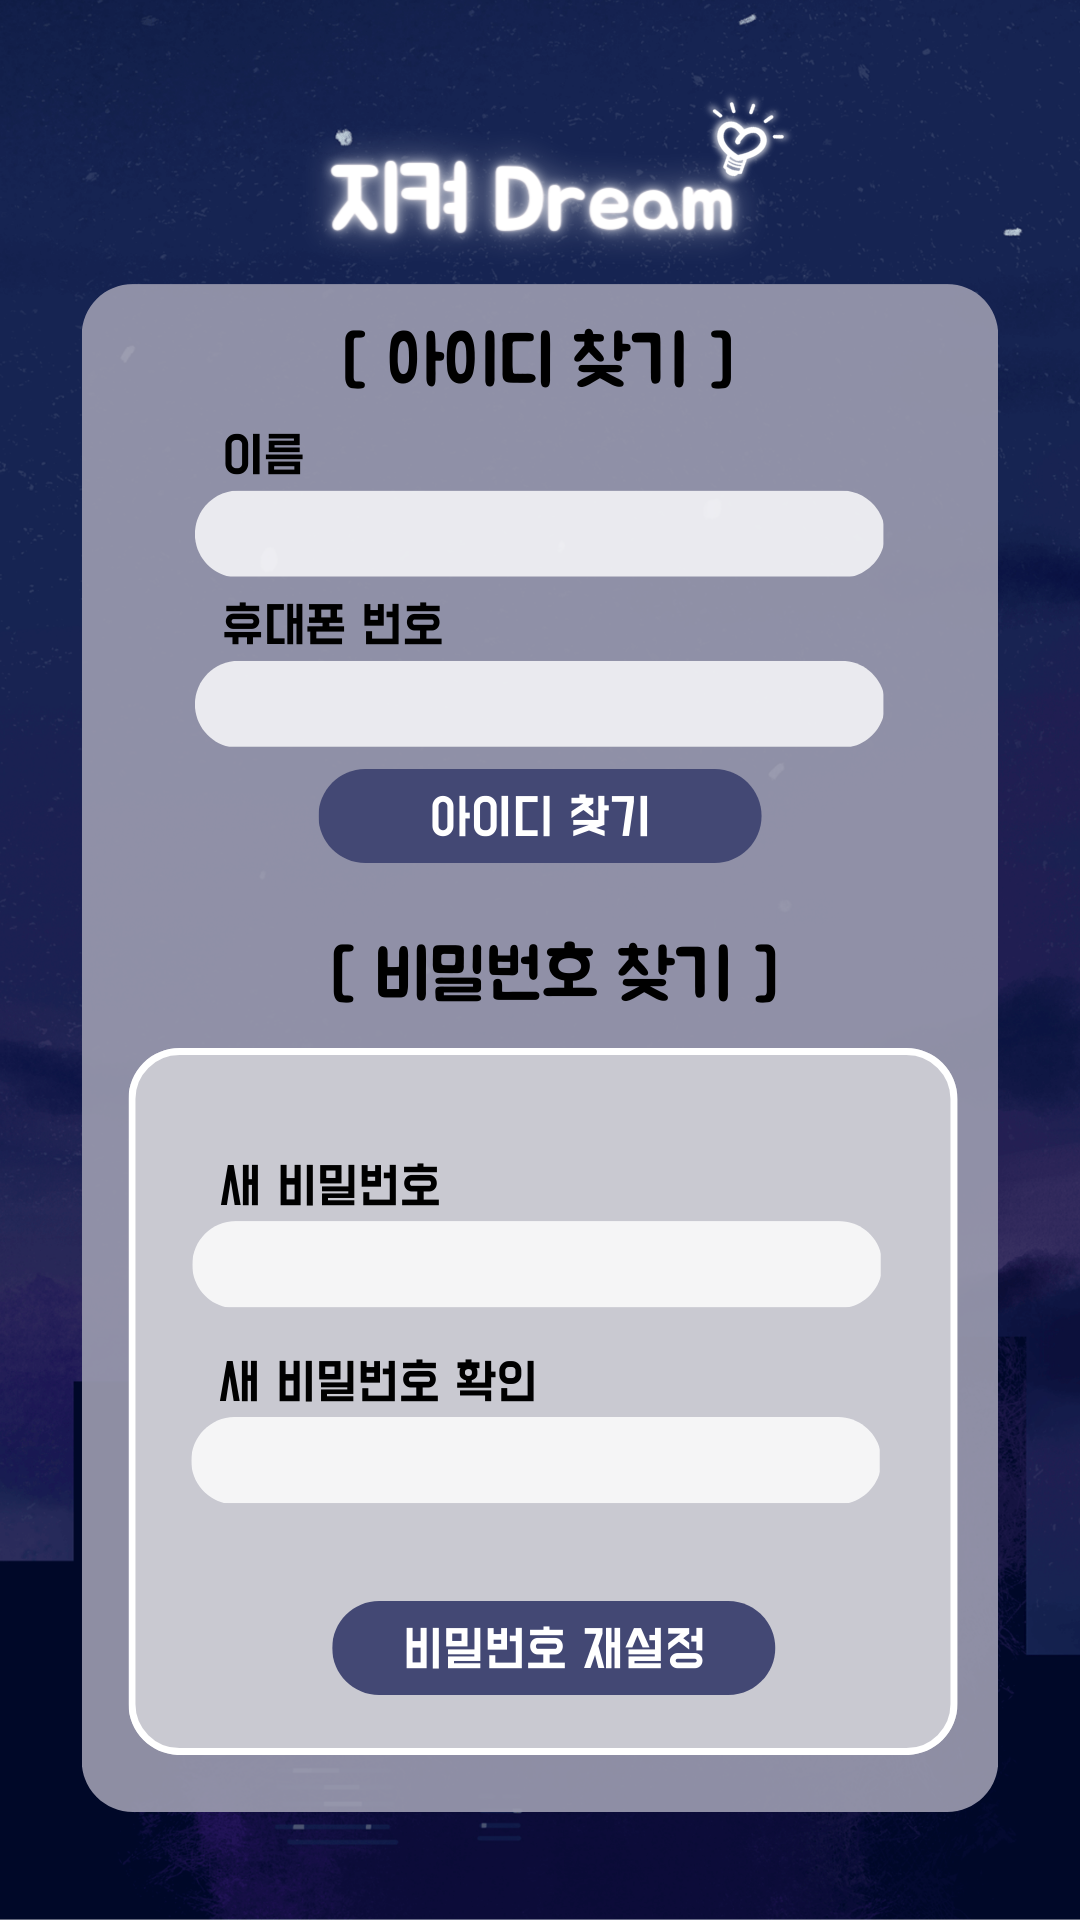 지켜 Dream
[ 아이디 찾기 ]
이름
휴대폰 번호
아이디 찾기
[ 비밀번호 찾기 ]
새 비밀번호
새 비밀번호 확인
비밀번호 재설정